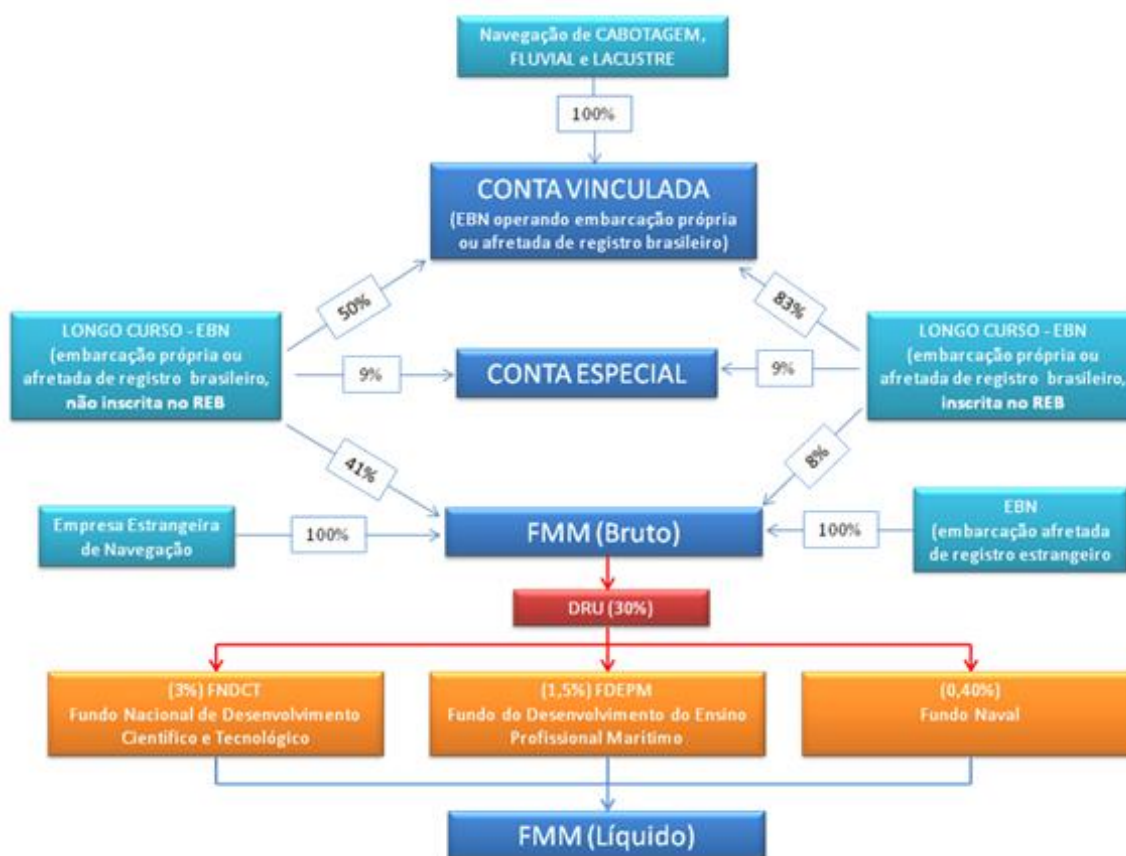 Navegação de CABOTAGEM,
FLUVIAL e LACUSTRE
100%
CONTA VINCULADA
(EBN operando embarcação própria
ou afretada de registro brasileiro)
50%
83%
LONGO CURSO - EBN
(embarcação própria ou
afretada de registro brasileiro,
não inscrita no REB
9%
CONTA ESPECIAL
9%
LONGO CURSO - EBN
(embarcação própria ou
afretada de registro brasileiro,
inscrita no REB
41%
8%
Empresa Estrangeira
de Navegação
100%
FMM (Bruto)
100%
EBN
(embarcação afretada
de registro estrangeiro
DRU (30%)
(3%) FNDCT
Fundo Nacional de Desenvolvimento
Científico e Tecnológico
(1,5%) FDEPM
Fundo do Desenvolvimento do Ensino
Profissional Marítimo
(0,40%)
Fundo Naval
FMM (Líquido)